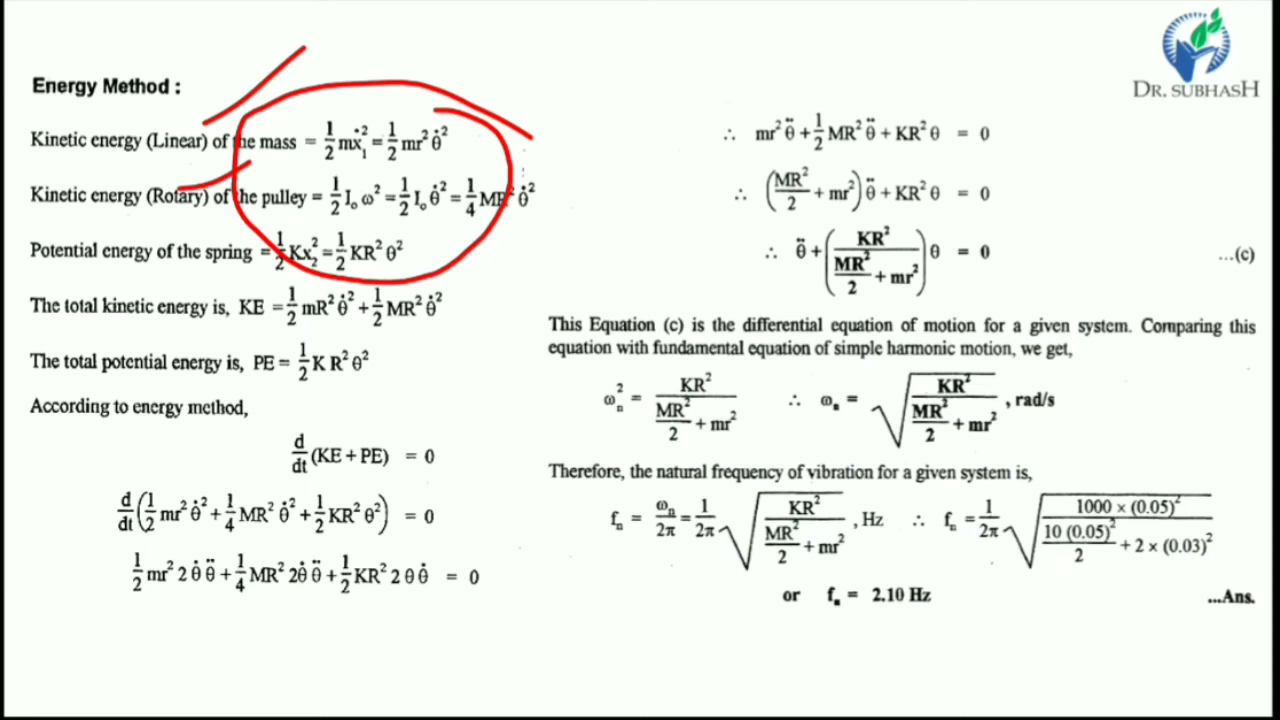 DR. SUBHASH
Energy Method :
Kinetic energy (Linear) of the mass = 1/2 mẋ₁² = 1/2 mr² θ̇²
Kinetic energy (Rotary) of the pulley = 1/2 Iₒ ω² = 1/2 Iₒ θ̇² = 1/4 MR² θ̇²
Potential energy of the spring = 1/2 Kx₂² = 1/2 KR² θ²
The total kinetic energy is, KE = 1/2 mR² θ̇² + 1/2 MR² θ̇²
The total potential energy is, PE = 1/2 K R² θ²
According to energy method,
d/dt (KE + PE) = 0
d/dt (1/2 mr² θ̇² + 1/4 MR² θ̇² + 1/2 KR² θ²) = 0
1/2 mr² 2 θ̇ θ̈ + 1/4 MR² 2θ̇ θ̈ + 1/2 KR² 2 θ θ̇ = 0
∴ mr² θ̈ + 1/2 MR² θ̈ + KR² θ = 0
∴ (MR²/2 + mr²) θ̈ + KR² θ = 0
∴ θ̈ + (KR² / (MR²/2 + mr²)) θ = 0 ...(c)
This Equation (c) is the differential equation of motion for a given system. Comparing this
equation with fundamental equation of simple harmonic motion, we get,
ωₙ² = KR² / (MR²/2 + mr²) ∴ ωₙ = √(KR² / (MR²/2 + mr²)) , rad/s
Therefore, the natural frequency of vibration for a given system is,
fₙ = ωₙ/2π = 1/2π √(KR² / (MR²/2 + mr²)) , Hz ∴ fₙ = 1/2π √(1000 × (0.05)² / (10 (0.05)²/2 + 2 × (0.03)²))
or fₙ = 2.10 Hz ...Ans.